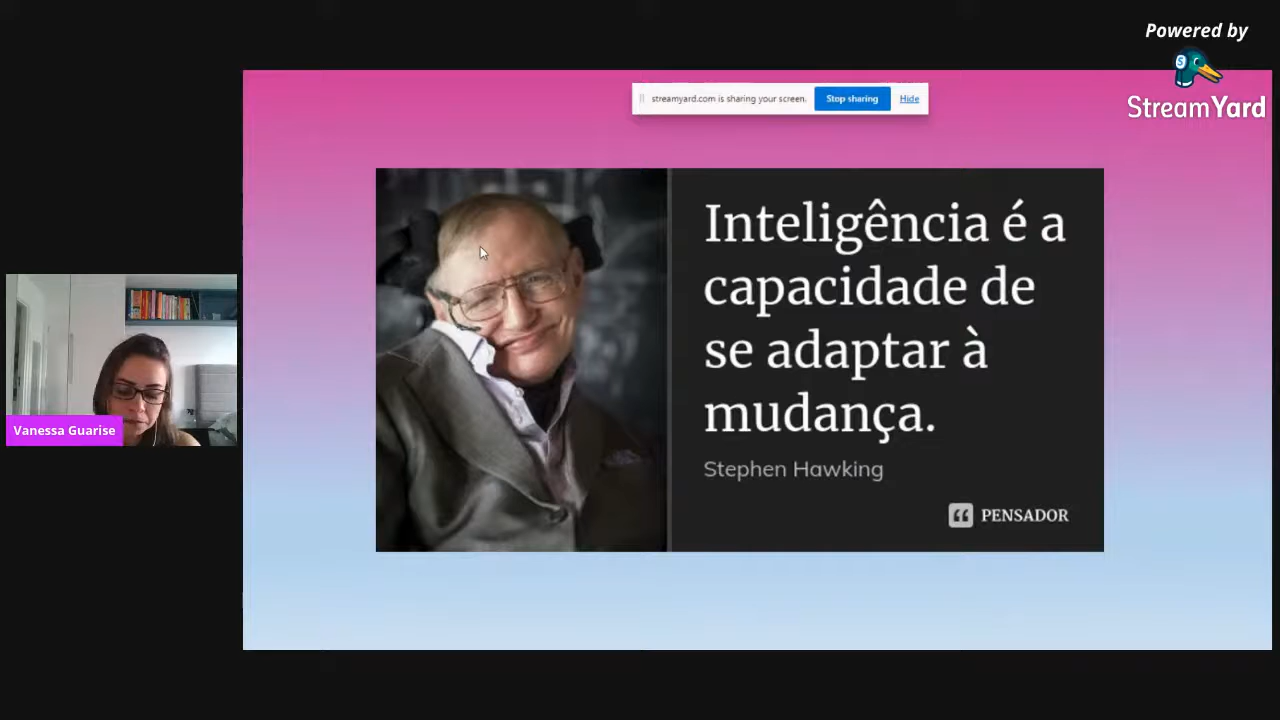 Powered by
StreamYard
streamyard.com is sharing your screen.
Stop sharing
Hide
Inteligência é a
capacidade de
se adaptar à
mudança.
Stephen Hawking
PENSADOR
Vanessa Guarise